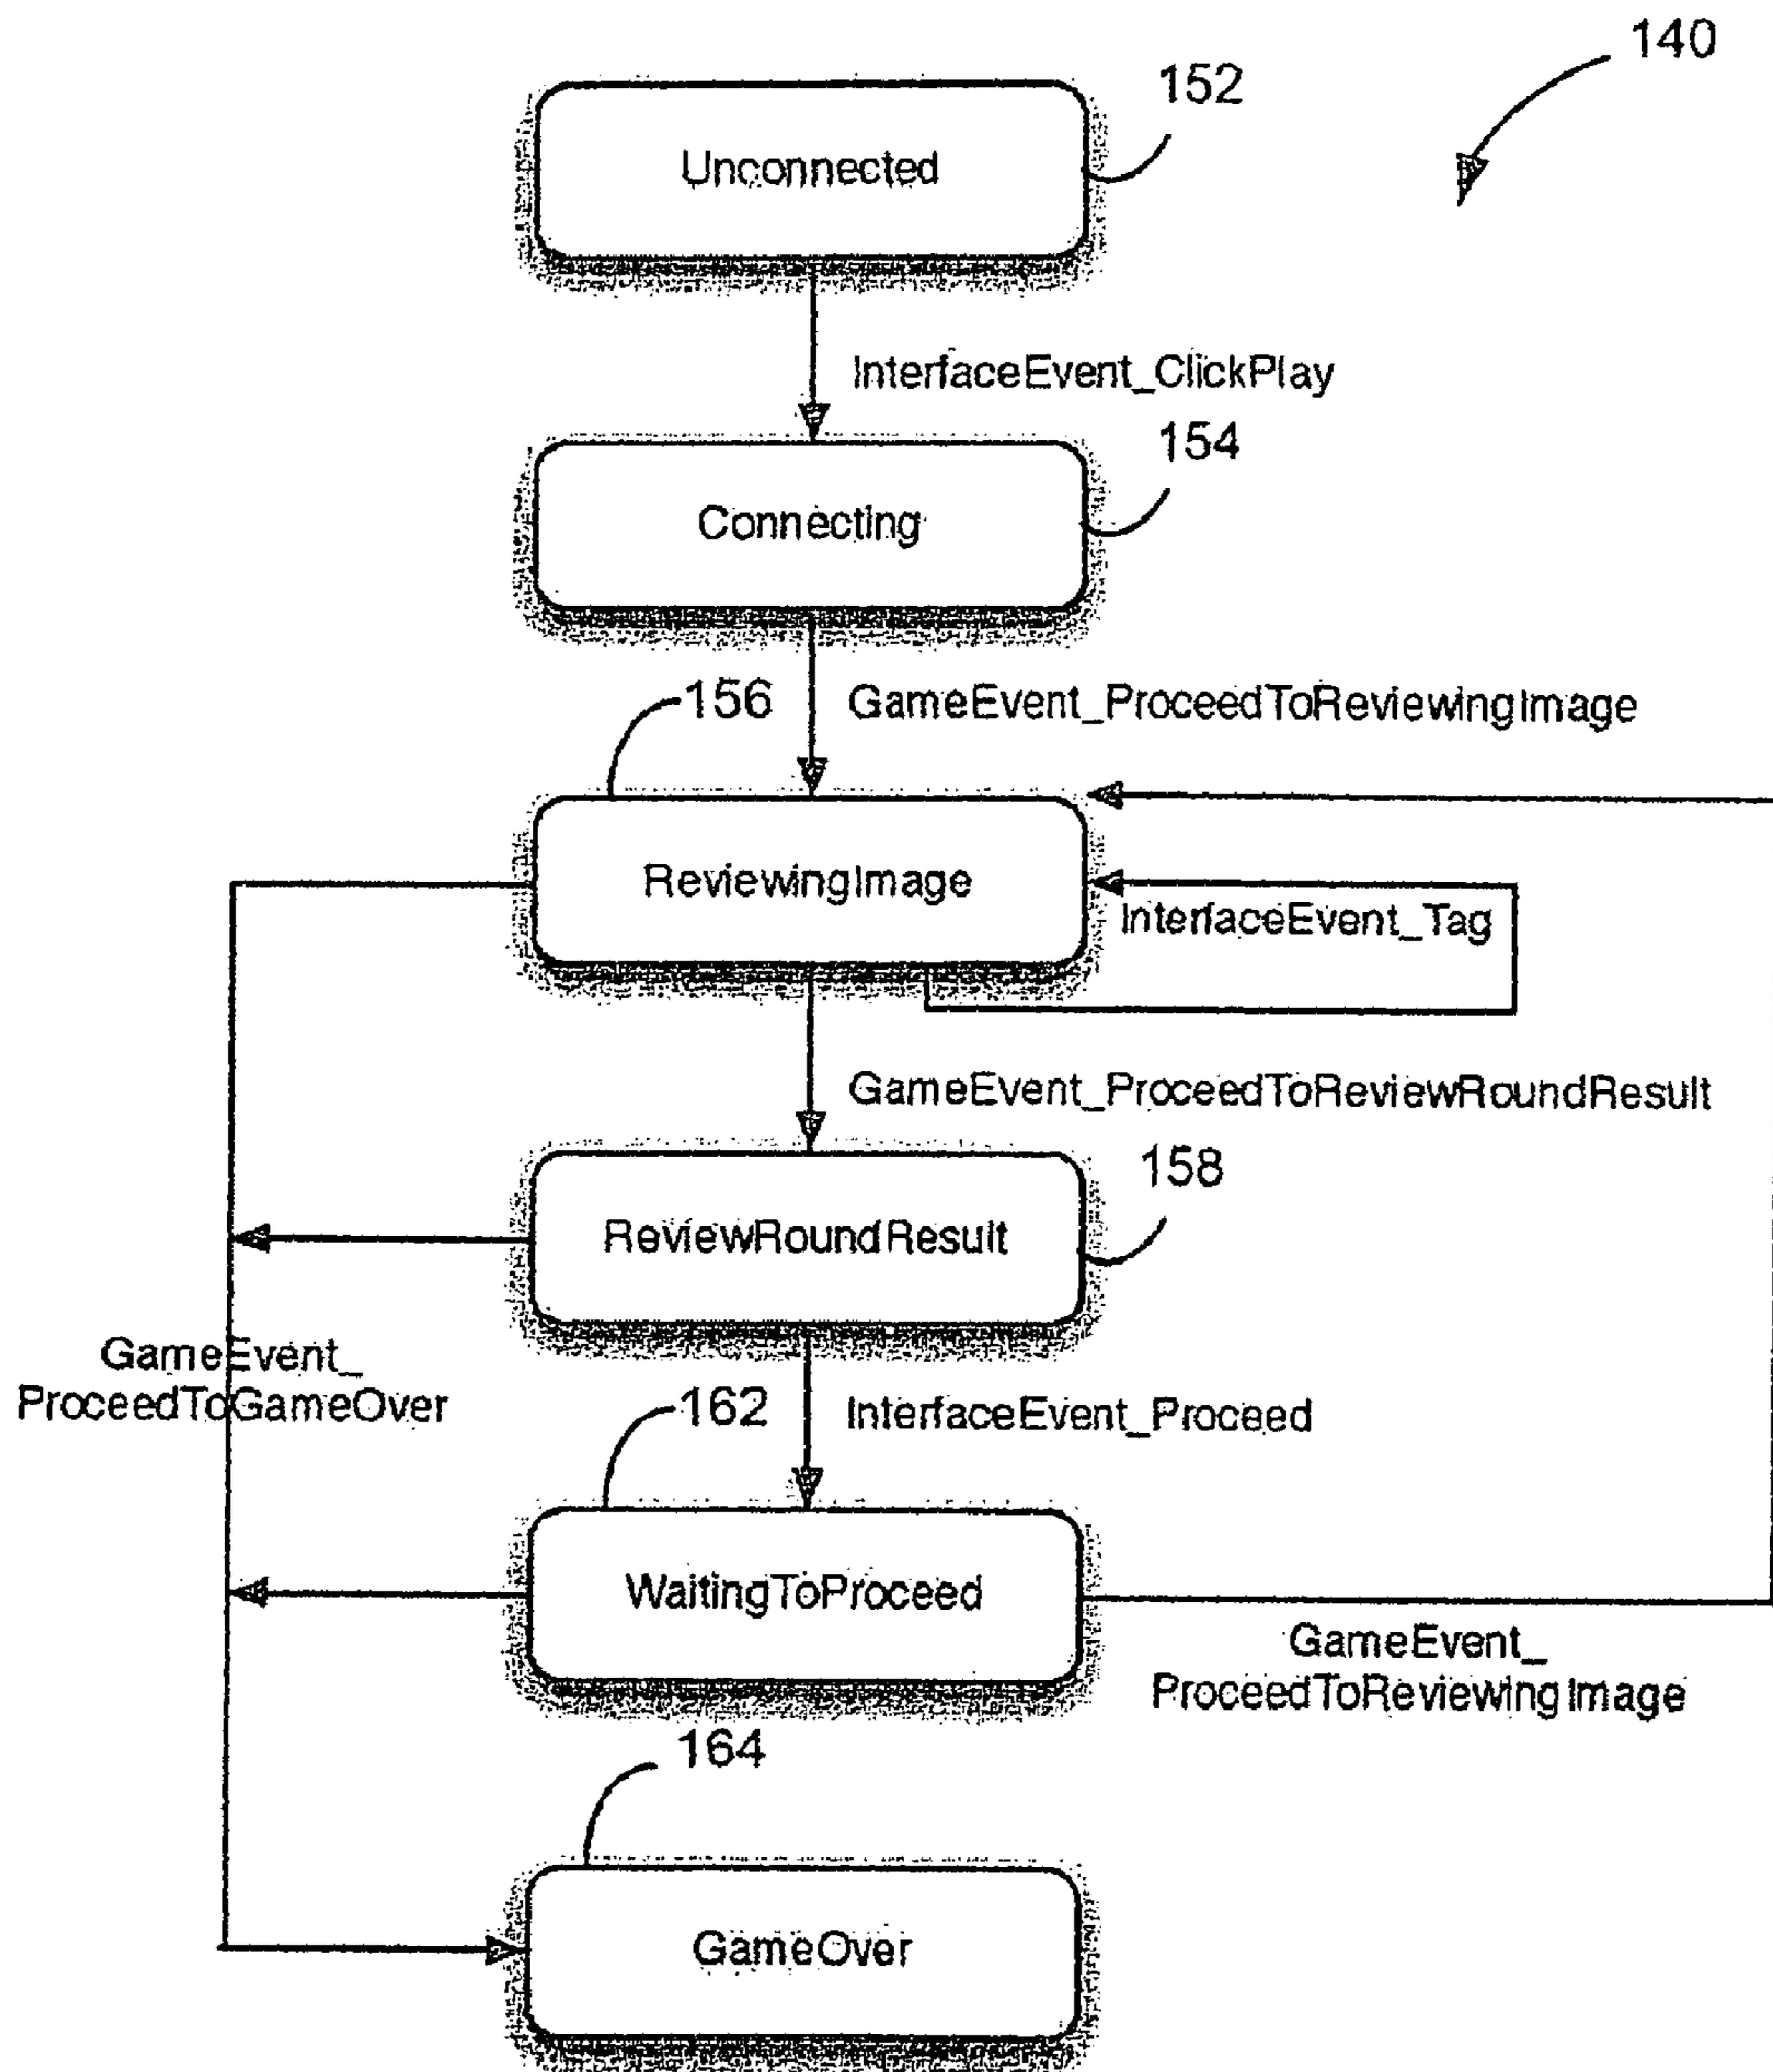 140
152
Unconnected
InterfaceEvent_ClickPlay
154
Connecting
156
GameEvent_ProceedToReviewingImage
ReviewingImage
InterfaceEvent_Tag
GameEvent_ProceedToReviewRoundResult
158
ReviewRoundResult
GameEvent_
ProceedToGameOver
162
InterfaceEvent_Proceed
WaitingToProceed
GameEvent_
ProceedToReviewingImage
164
GameOver